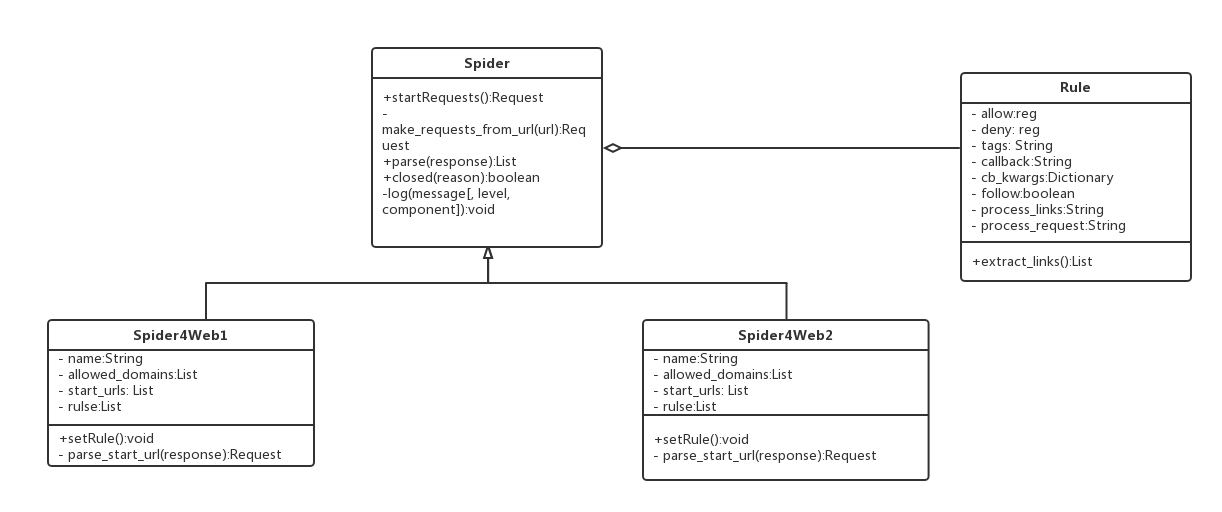 Spider
+startRequests():Request
-
make_requests_from_url(url):Req
uest
+parse(response):List
+closed(reason):boolean
-log(message[, level,
component]):void
Rule
- allow:reg
- deny: reg
- tags: String
- callback:String
- cb_kwargs:Dictionary
- follow:boolean
- process_links:String
- process_request:String
+extract_links():List
Spider4Web1
- name:String
- allowed_domains:List
- start_urls: List
- rulse:List
+setRule():void
- parse_start_url(response):Request
Spider4Web2
- name:String
- allowed_domains:List
- start_urls: List
- rulse:List
+setRule():void
- parse_start_url(response):Request